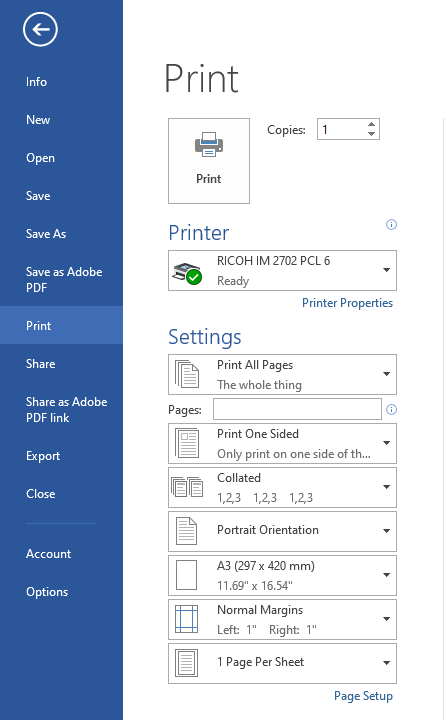 Print
Info
New
Open
Save
Save As
Save as Adobe
PDF
Print
Share
Share as Adobe
PDF link
Export
Close
Account
Options
Print
Copies: 1
Printer
RICOH IM 2702 PCL 6
Ready
Printer Properties
Settings
Print All Pages
The whole thing
Pages:
Print One Sided
Only print on one side of th...
Collated
1,2,3 1,2,3 1,2,3
Portrait Orientation
A3 (297 x 420 mm)
11.69" x 16.54"
Normal Margins
Left: 1" Right: 1"
1 Page Per Sheet
Page Setup